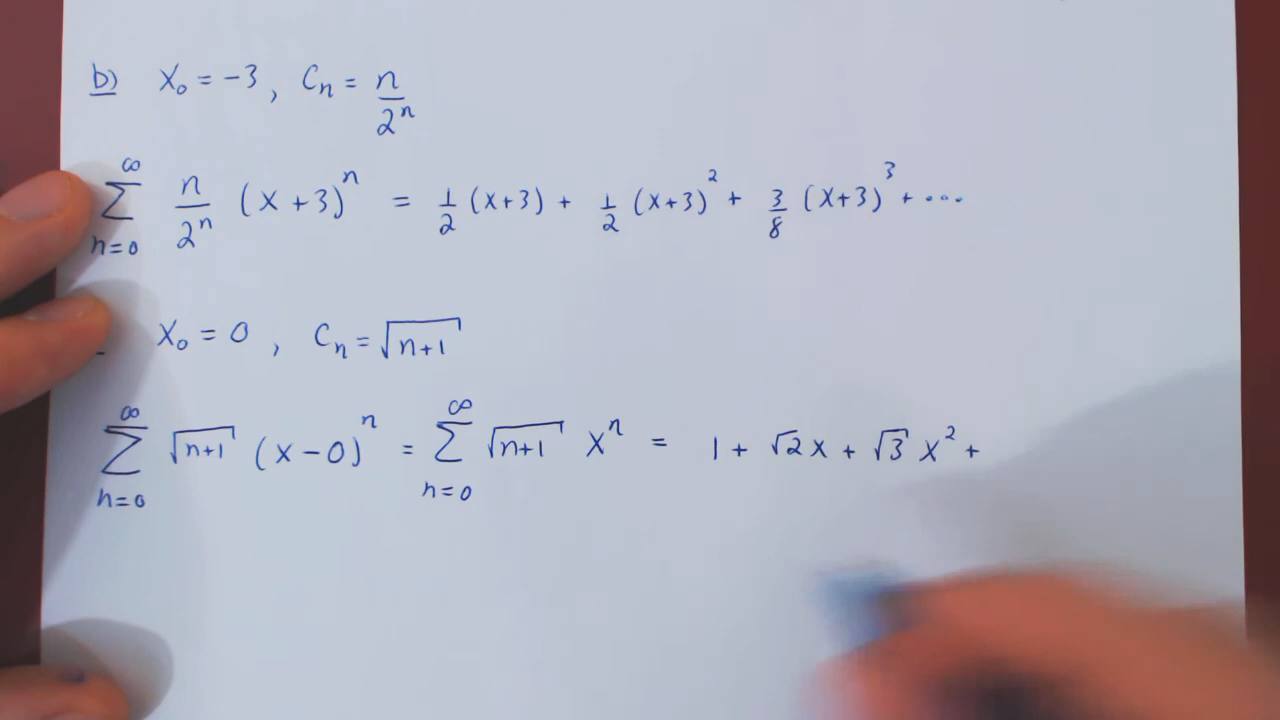 b) x₀ = -3, Cₙ = n/2ⁿ
∞ Σ n=0 n/2ⁿ (x+3)ⁿ = 1/2 (x+3) + 1/2 (x+3)² + 3/8 (x+3)³ + ...
x₀ = 0, Cₙ = √(n+1)
∞ Σ n=0 √(n+1) (x-0)ⁿ = ∞ Σ n=0 √(n+1) xⁿ = 1 + √2 x + √3 x² +